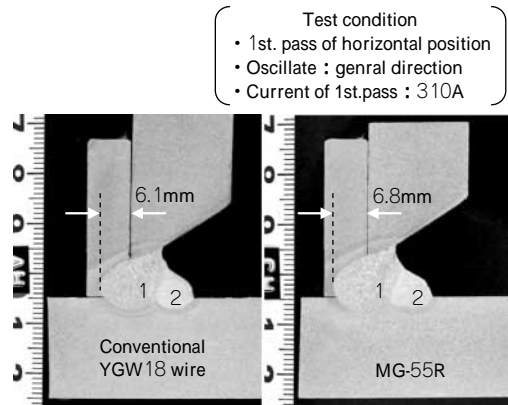 Test condition
・1st. pass of horizontal position
・Oscillate：genral direction
・Current of 1st.pass：310A
6.1mm
6.8mm
1
2
1
2
Conventional
YGW18 wire
MG-55R